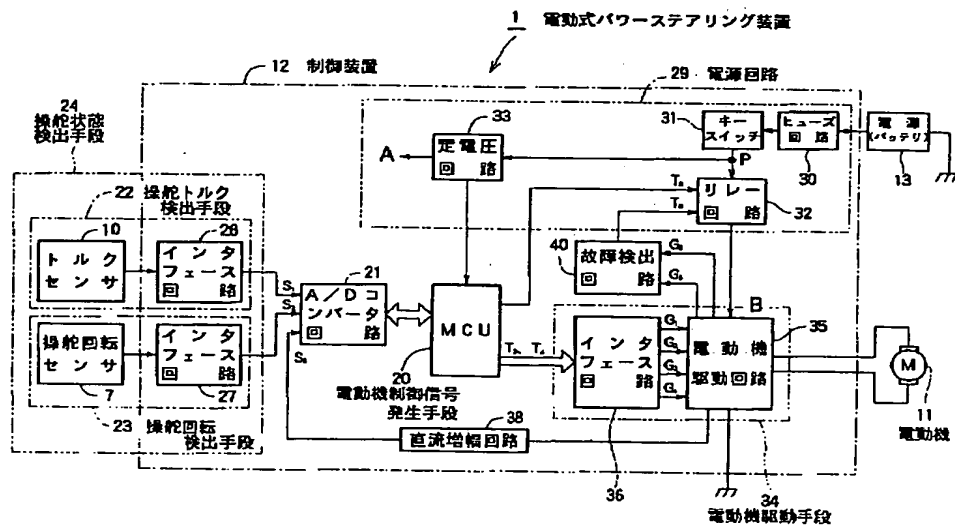 1 電動式パワーステアリング装置
12 制御装置
29 電源回路
24
操舵状態
検出手段
33
定電圧
回路
A
31
キー
スイッチ
ヒューズ
回路
30
電源
(バッテリ)
13
P
リレー
回路
32
22 操舵トルク
検出手段
10
トルク
センサ
26
インタ
フェース
回路
21
A/Dコ
ンバータ
回路
MCU
20
電動機制御信号
発生手段
40
故障検出
回路
B
35
電動機
駆動回路
インタ
フェース
回路
36
34
電動機駆動手段
M
11
電動機
操舵回転
センサ
7
インタ
フェース
回路
27
23 操舵回転
検出手段
38
直流増幅回路
G₁